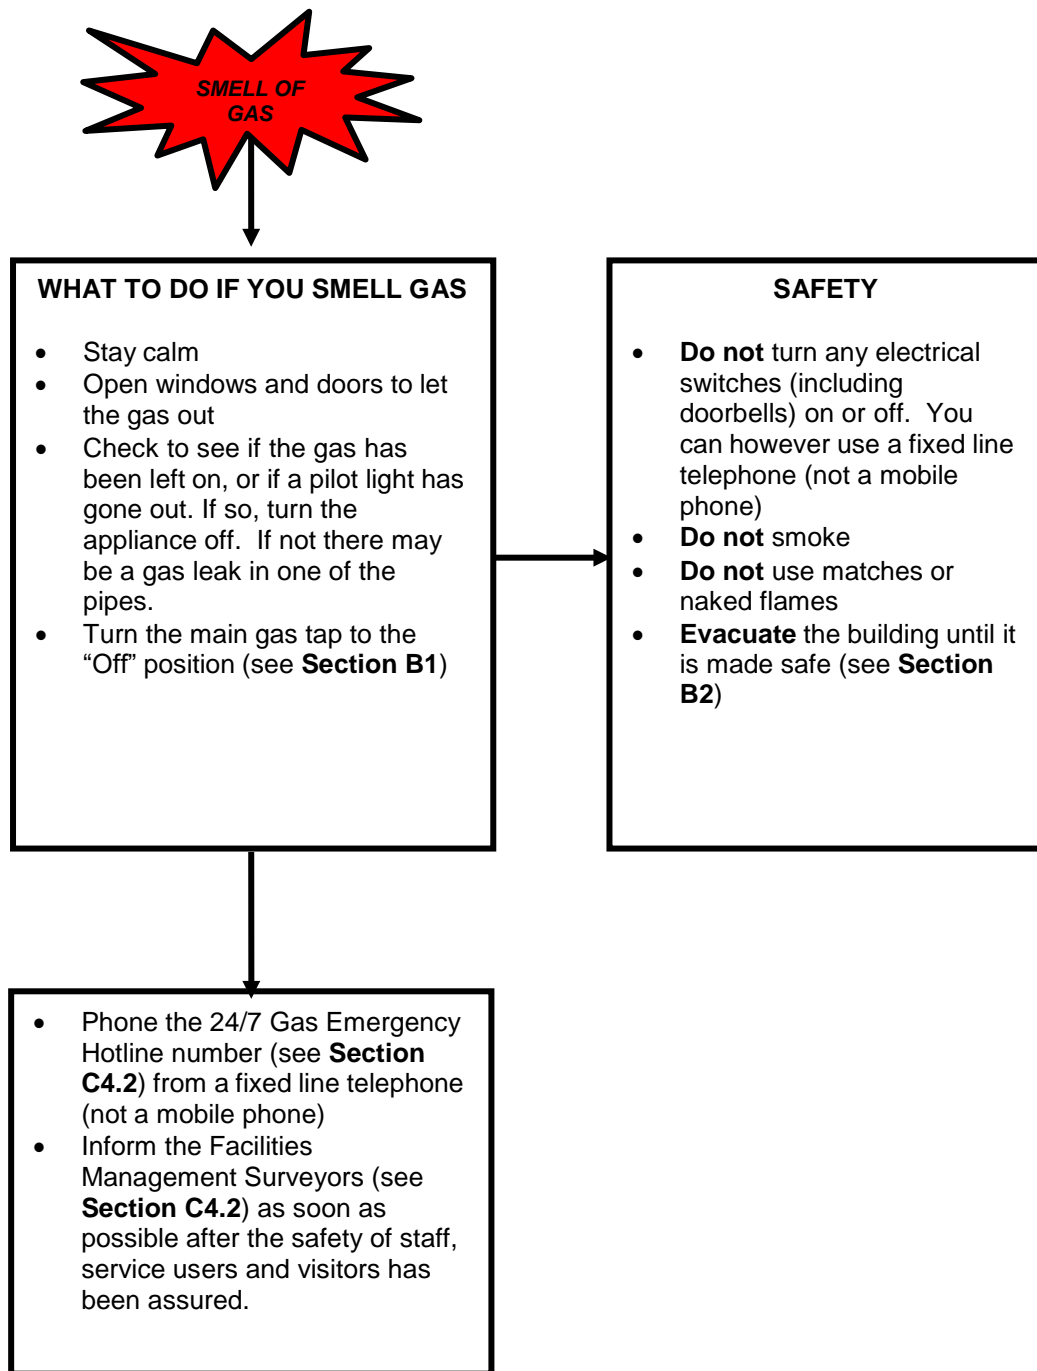 SMELL OF
GAS
WHAT TO DO IF YOU SMELL GAS
• Stay calm
• Open windows and doors to let
the gas out
• Check to see if the gas has
been left on, or if a pilot light has
gone out. If so, turn the
appliance off.  If not there may
be a gas leak in one of the
pipes.
• Turn the main gas tap to the
“Off” position (see Section B1)
SAFETY
• Do not turn any electrical
switches (including
doorbells) on or off.  You
can however use a fixed line
telephone (not a mobile
phone)
• Do not smoke
• Do not use matches or
naked flames
• Evacuate the building until it
is made safe (see Section
B2)
• Phone the 24/7 Gas Emergency
Hotline number (see Section
C4.2) from a fixed line telephone
(not a mobile phone)
• Inform the Facilities
Management Surveyors (see
Section C4.2) as soon as
possible after the safety of staff,
service users and visitors has
been assured.